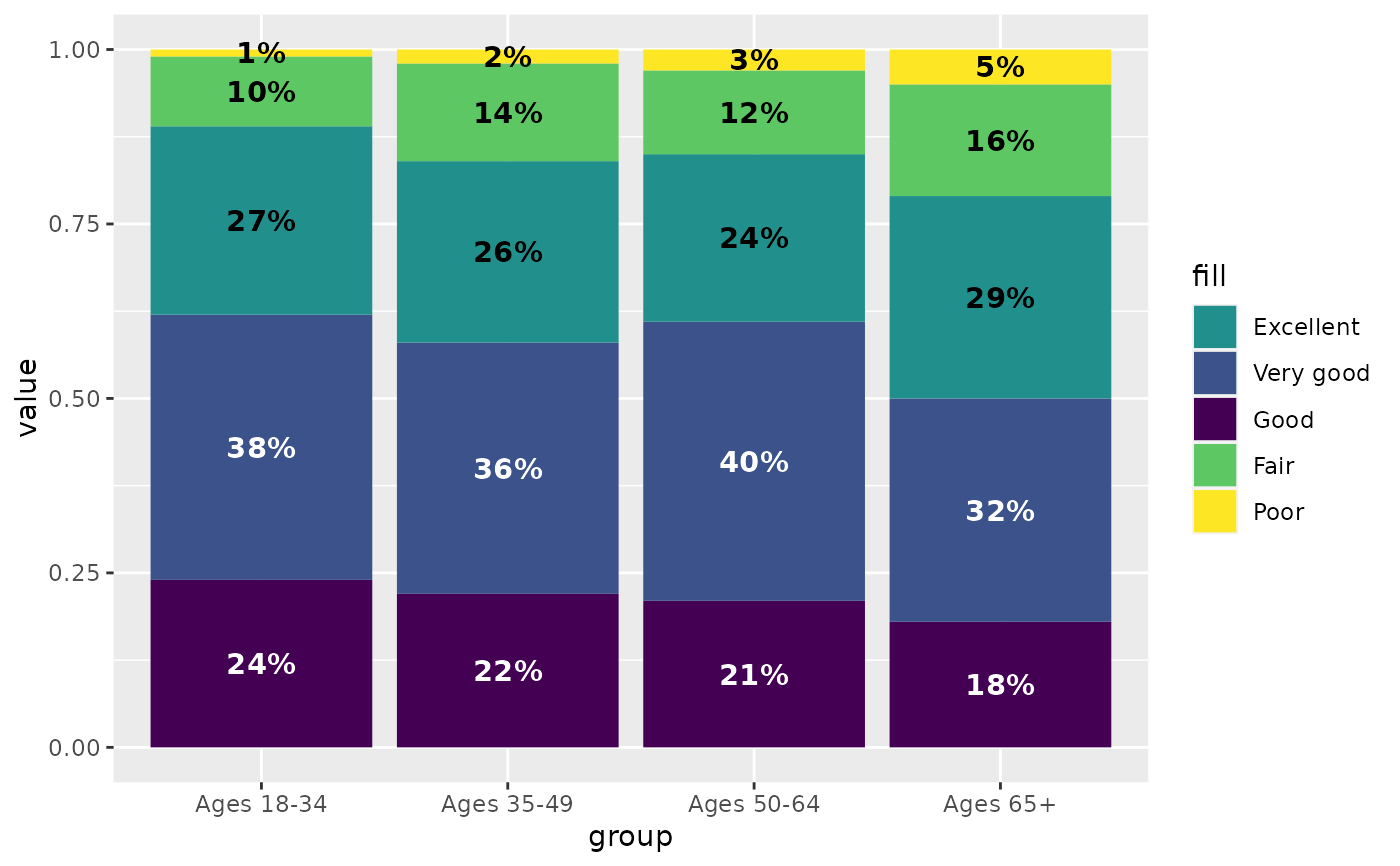 1.00
0.75
0.50
0.25
0.00
value
1% 2% 3% 5%
10% 14% 12% 16%
27% 26% 24% 29%
38% 36% 40% 32%
24% 22% 21% 18%
Ages 18-34 Ages 35-49 Ages 50-64 Ages 65+
group
fill
Excellent
Very good
Good
Fair
Poor